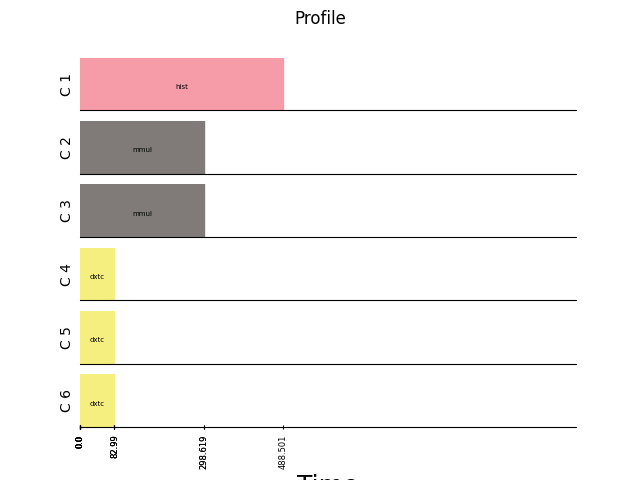 Profile
C 1
hist
C 2
mmul
C 3
mmul
C 4
dxtc
C 5
dxtc
C 6
dxtc
0.0
82.99
298.619
488.501
Time